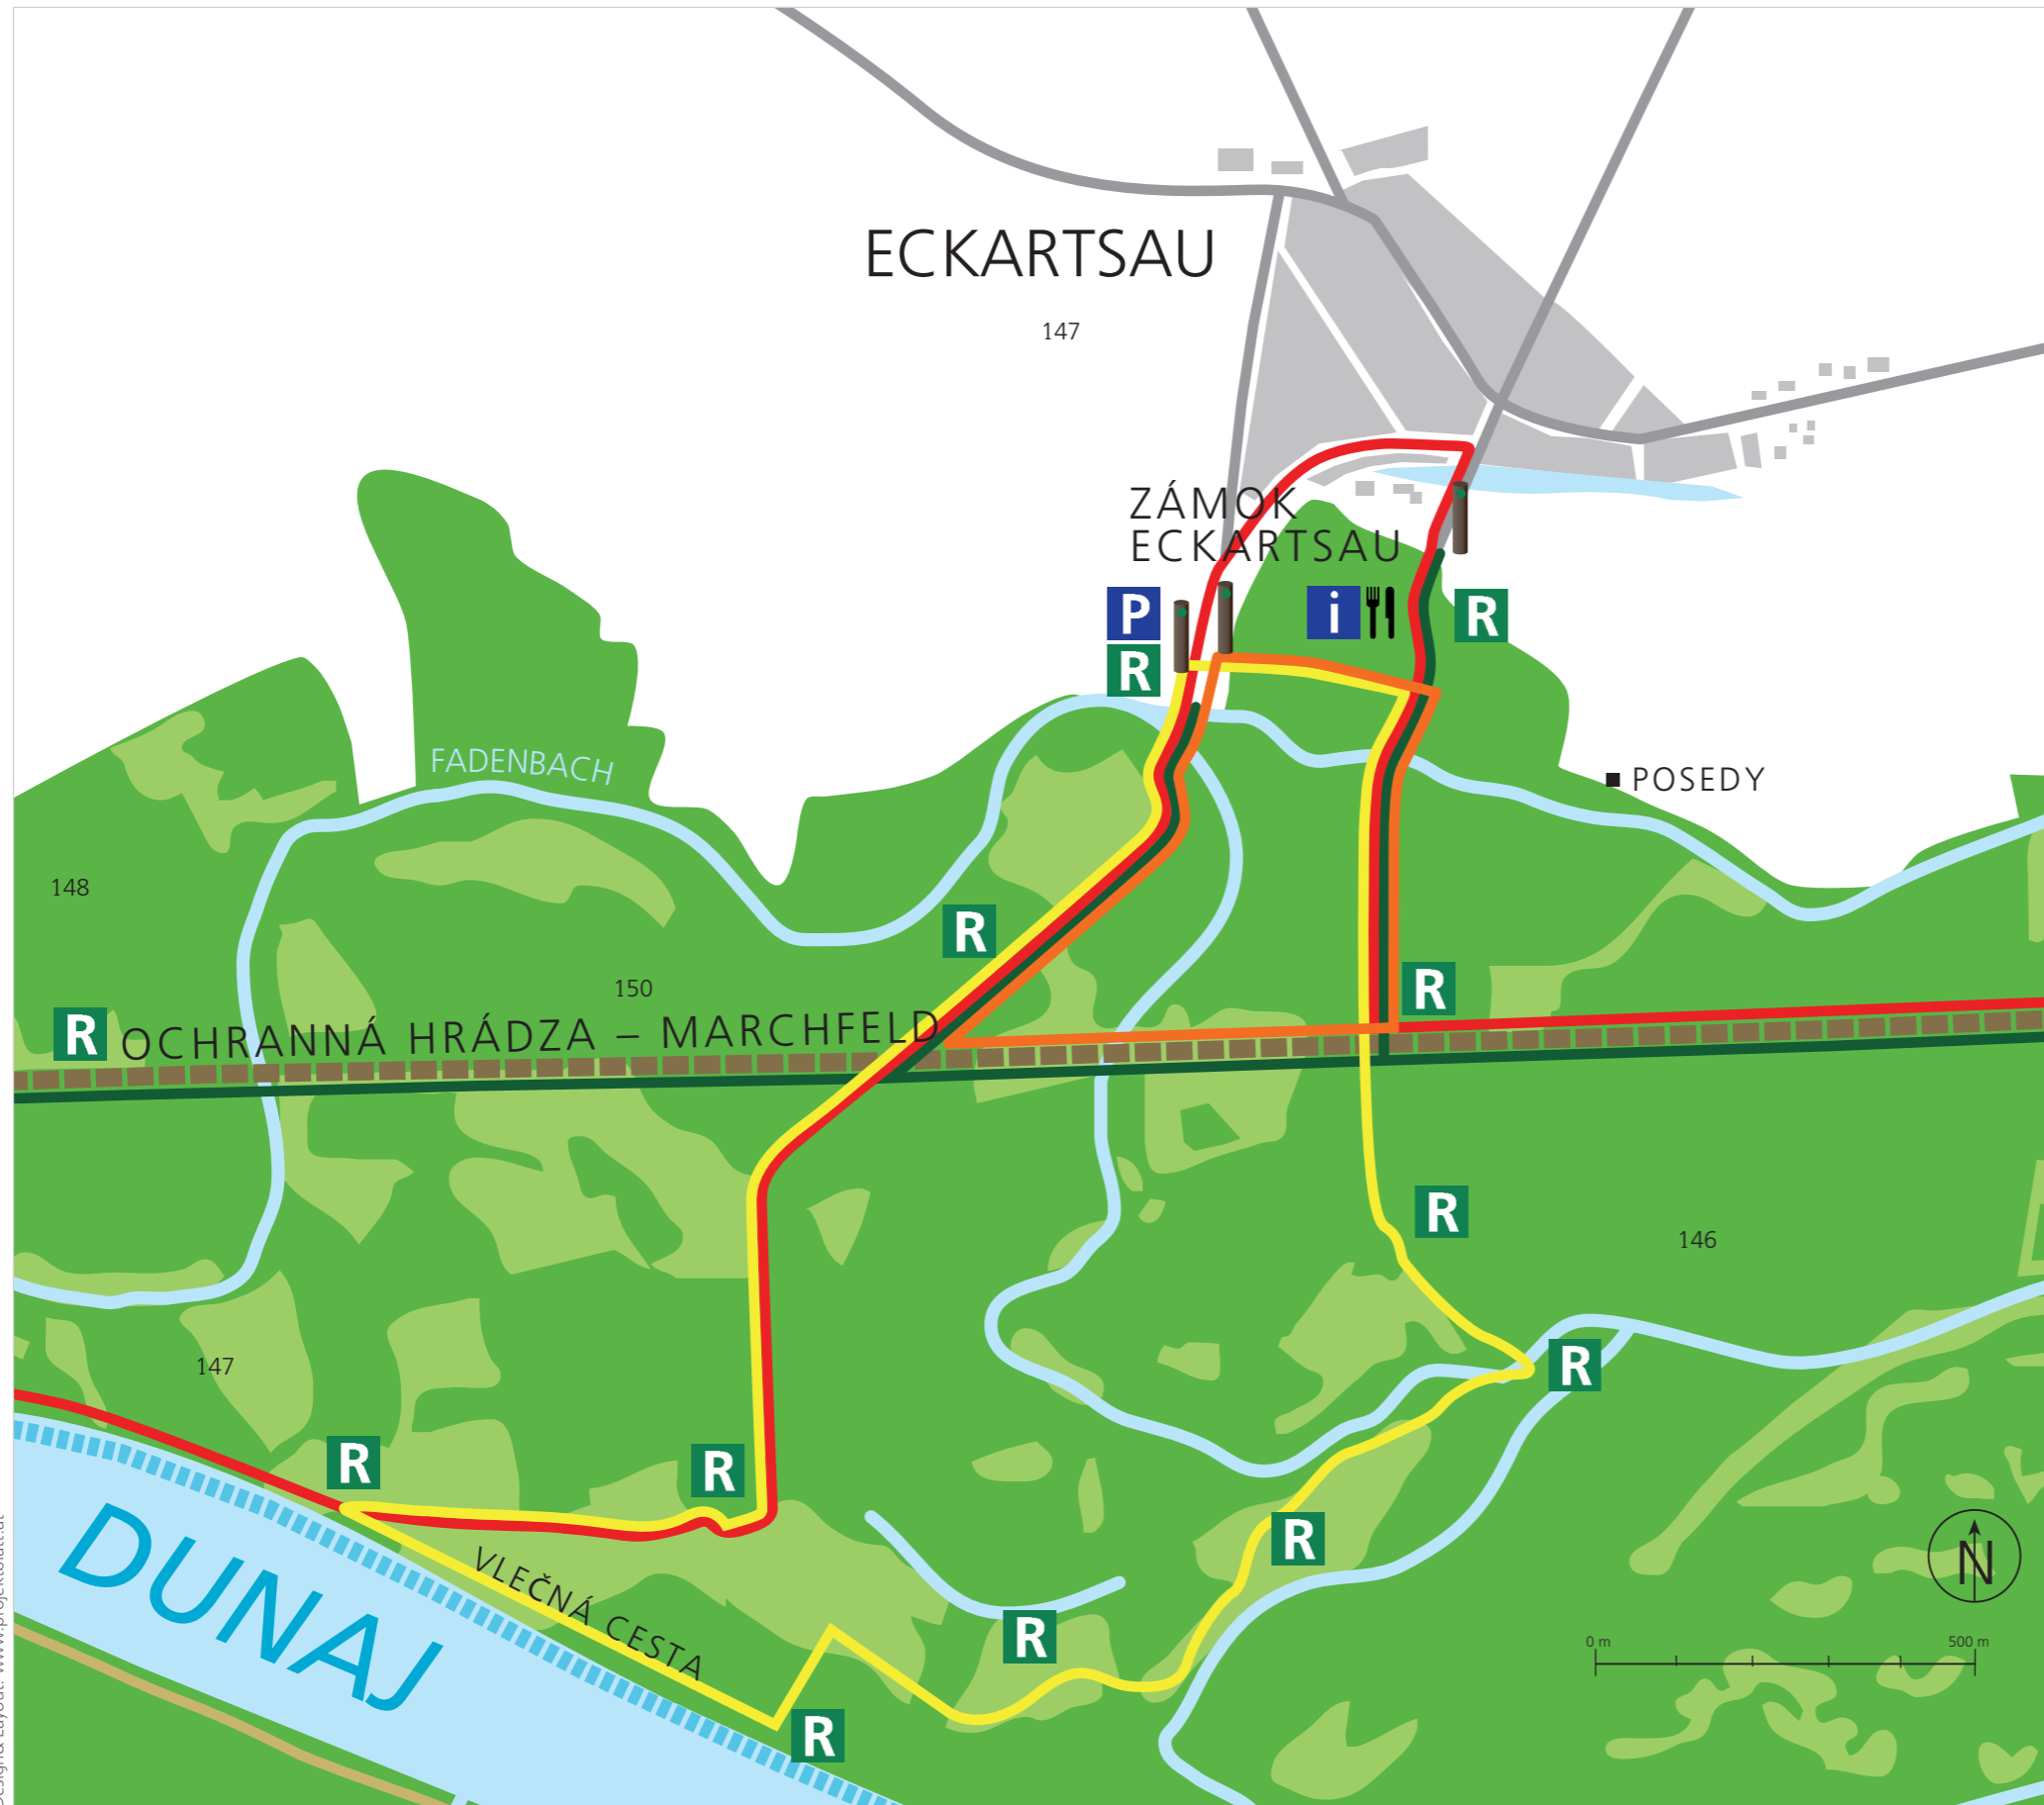 ECKARTSAU
147
ZÁMOK
ECKARTSAU
P
i
R
R
FADENBACH
POSEDY
148
R
150
R
R
OCHRANNÁ HRÁDZA – MARCHFELD
R
146
147
R
R
R
R
DUNAJ
VLEČNÁ CESTA
N
R
0 m
500 m
R